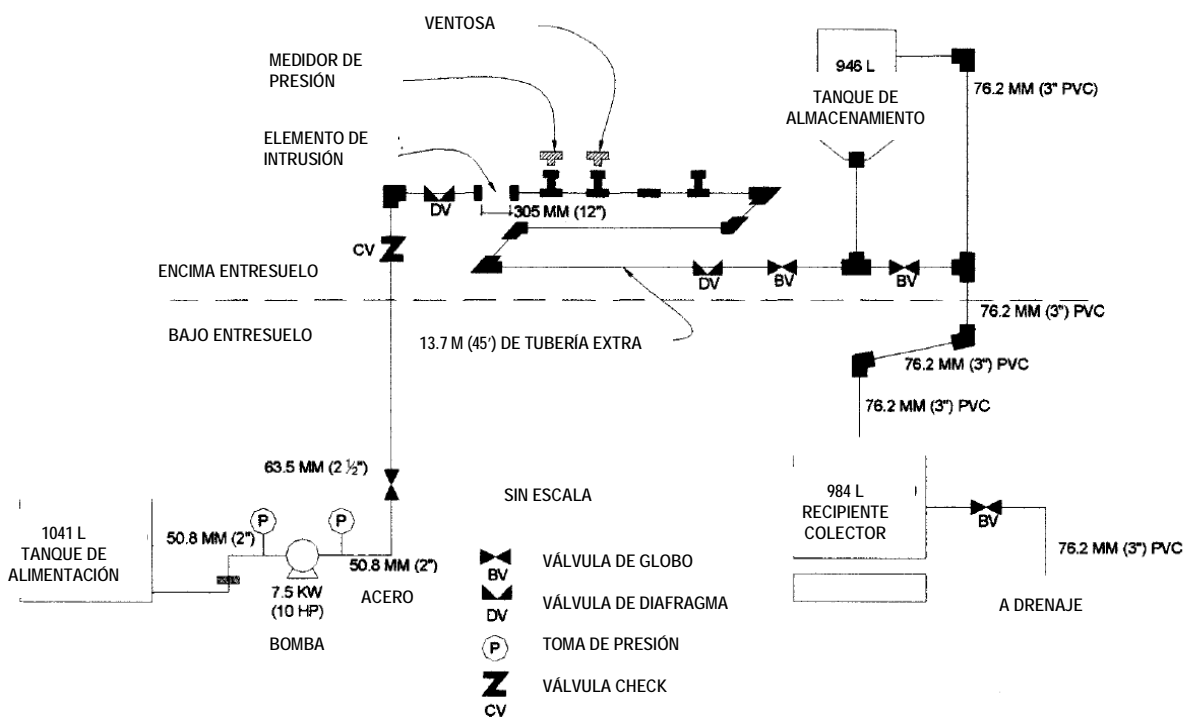 VENTOSA
MEDIDOR DE
PRESIÓN
ELEMENTO DE
INTRUSIÓN
946 L
TANQUE DE
ALMACENAMIENTO
76.2 MM (3" PVC)
DV
305 MM (12")
CV
ENCIMA ENTRESUELO
DV
BV
BV
BAJO ENTRESUELO
13.7 M (45') DE TUBERÍA EXTRA
76.2 MM (3") PVC
76.2 MM (3") PVC
76.2 MM (3") PVC
63.5 MM (2 ½")
1041 L
TANQUE DE
ALIMENTACIÓN
50.8 MM (2")
P
P
50.8 MM (2")
7.5 KW
(10 HP)
ACERO
BOMBA
SIN ESCALA
BV
VÁLVULA DE GLOBO
DV
VÁLVULA DE DIAFRAGMA
P
TOMA DE PRESIÓN
CV
VÁLVULA CHECK
984 L
RECIPIENTE
COLECTOR
BV
76.2 MM (3") PVC
A DRENAJE